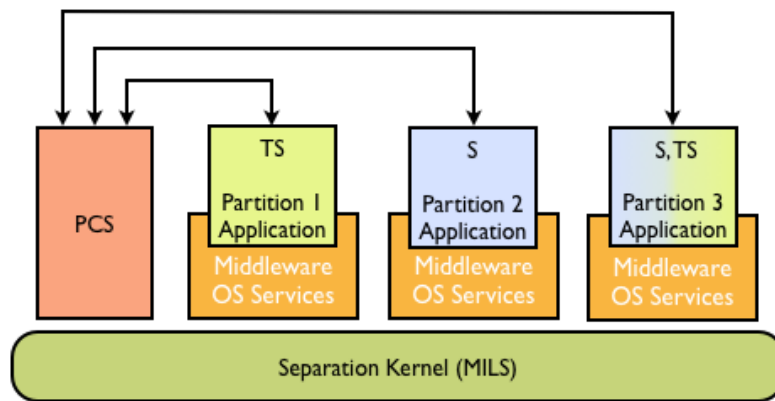 PCS
TS
Partition 1
Application
Middleware
OS Services
S
Partition 2
Application
Middleware
OS Services
S, TS
Partition 3
Application
Middleware
OS Services
Separation Kernel (MILS)